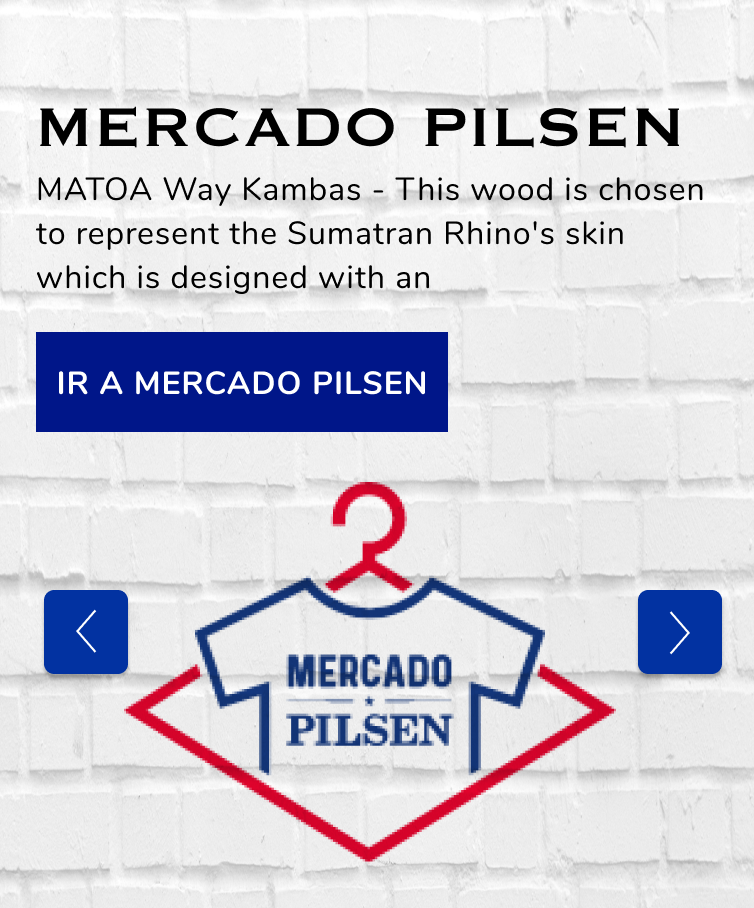 MERCADO PILSEN
MATOA Way Kambas - This wood is chosen
to represent the Sumatran Rhino's skin
which is designed with an
IR A MERCADO PILSEN
MERCADO
PILSEN